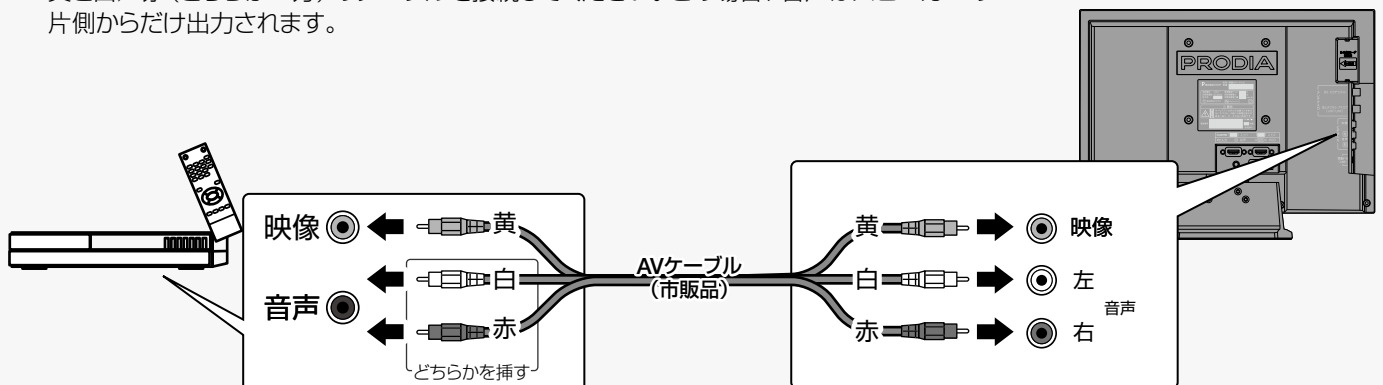 片側からだけ出力されます。
PRODIA
映像
黄
白
音声
赤
どちらかを挿す
AVケーブル
（市販品）
黄
映像
白
左
音声
赤
右